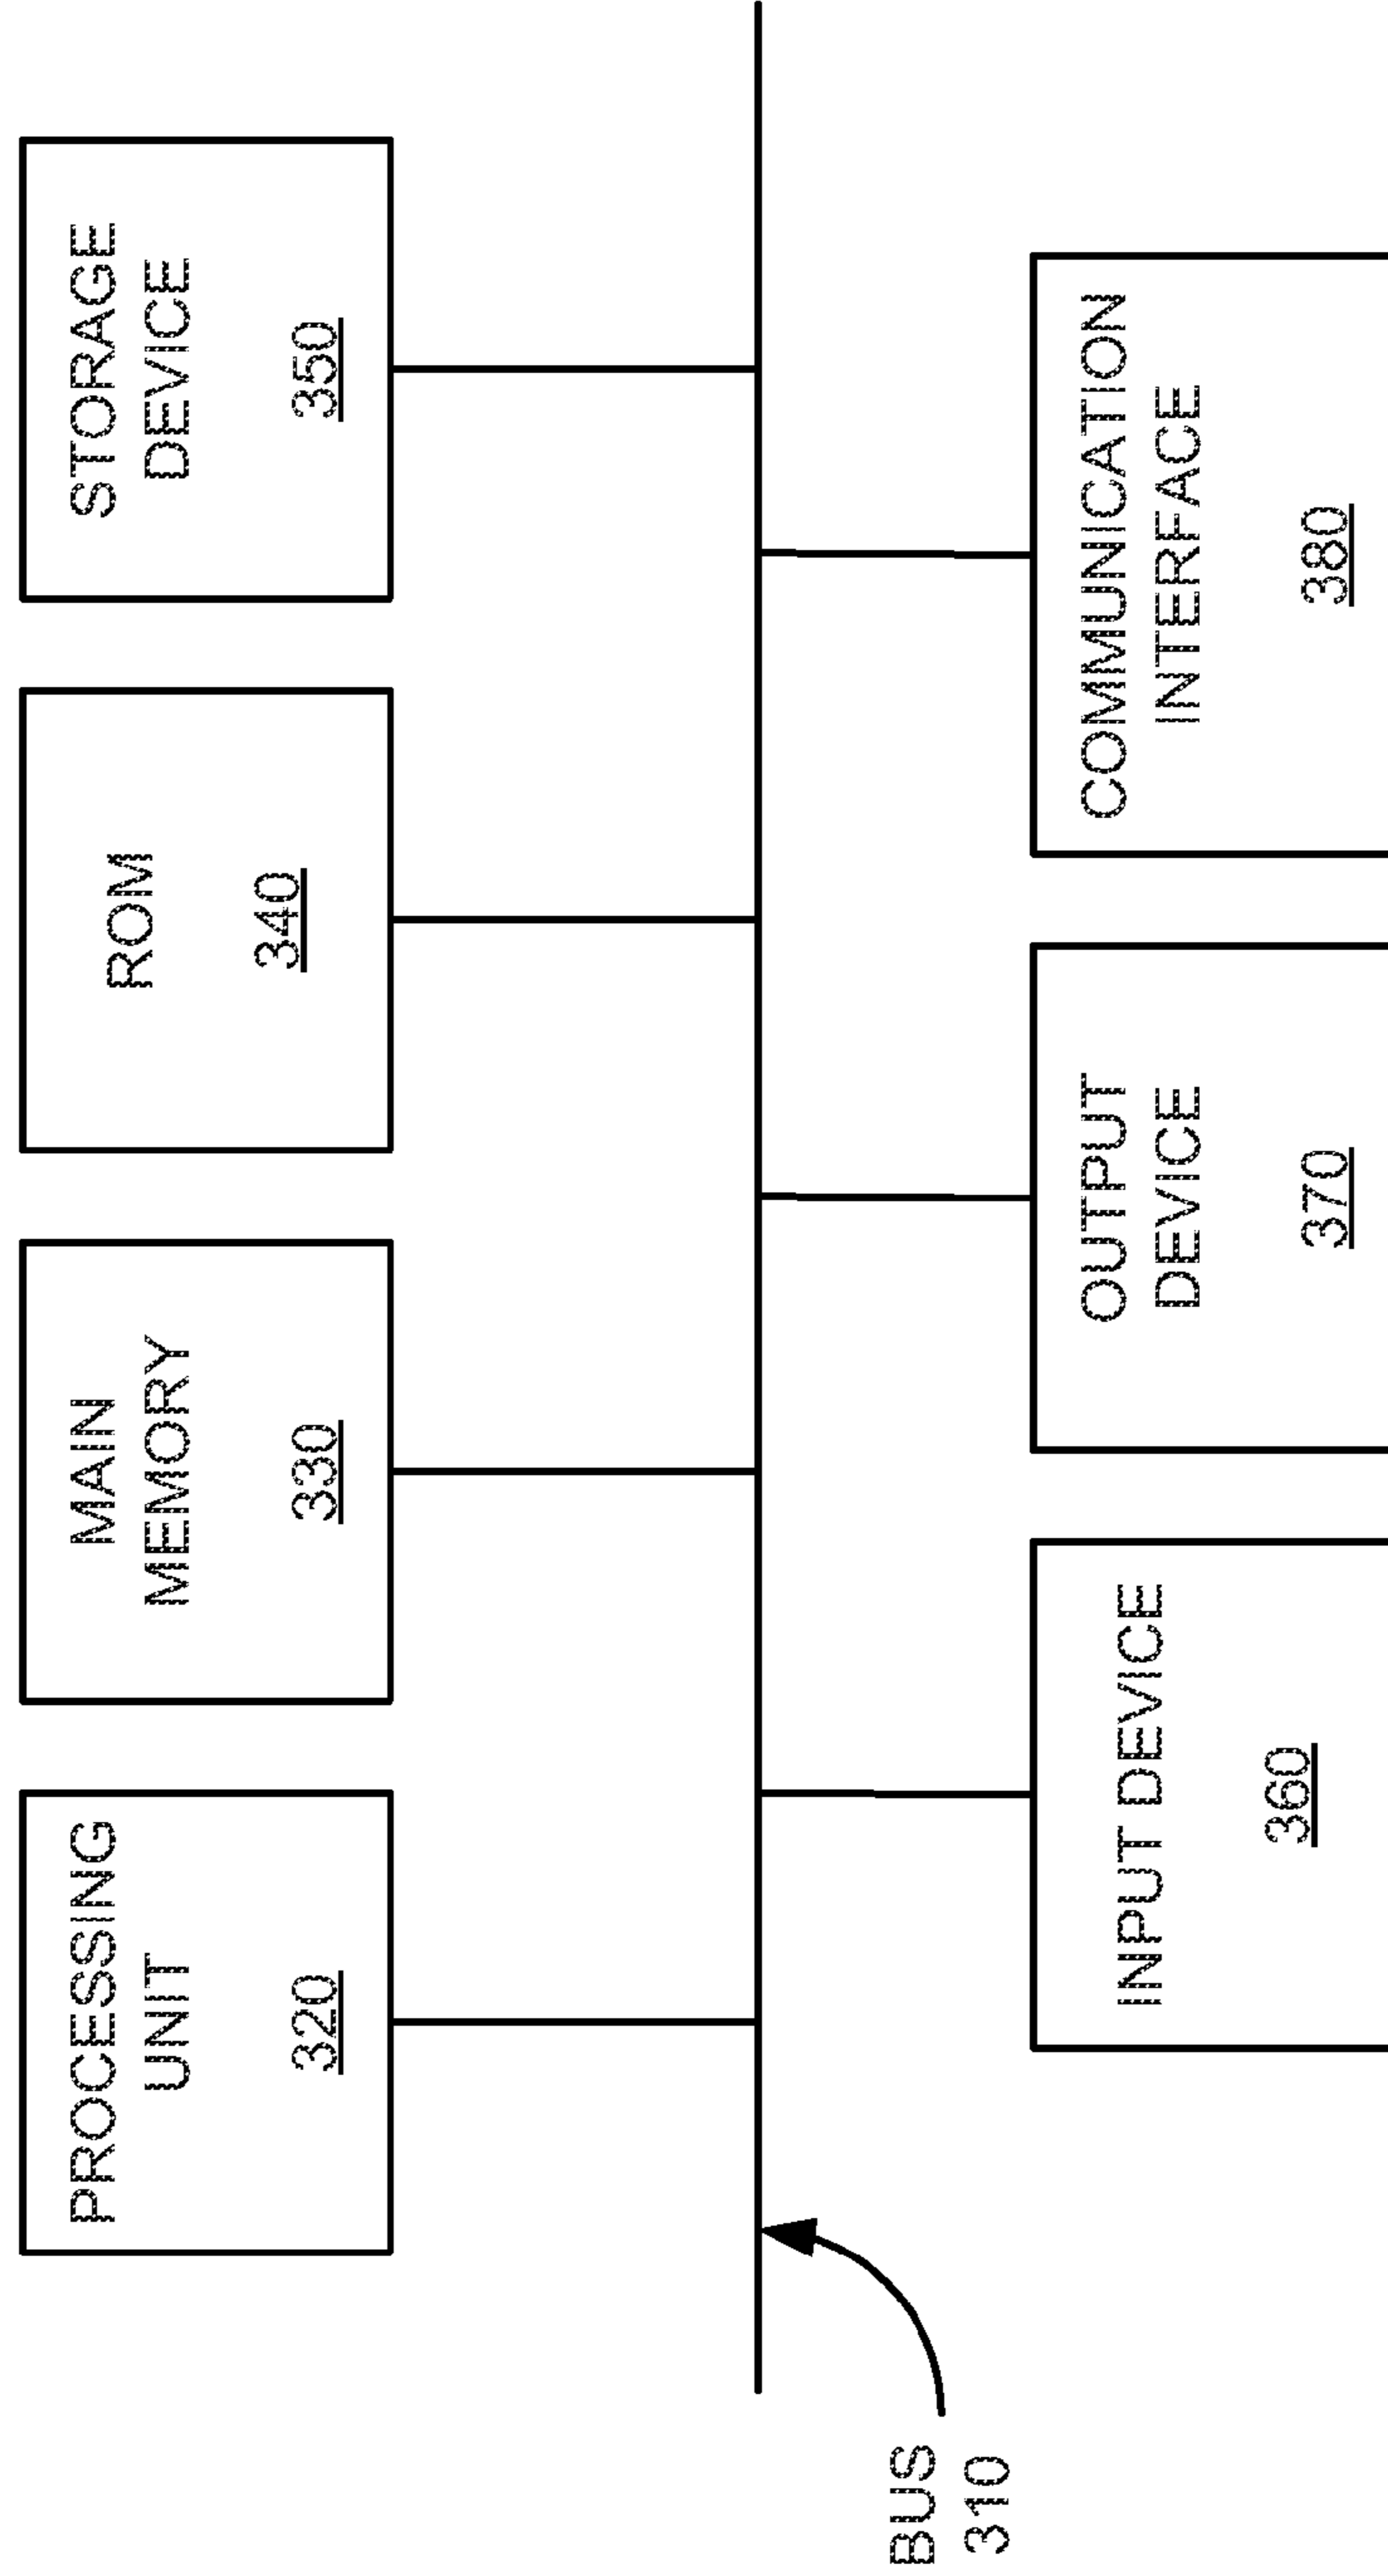 PROCESSING
UNIT
320
MAIN
MEMORY
330
ROM
340
STORAGE
DEVICE
350
BUS
310
INPUT DEVICE
360
OUTPUT
DEVICE
370
COMMUNICATION
INTERFACE
380